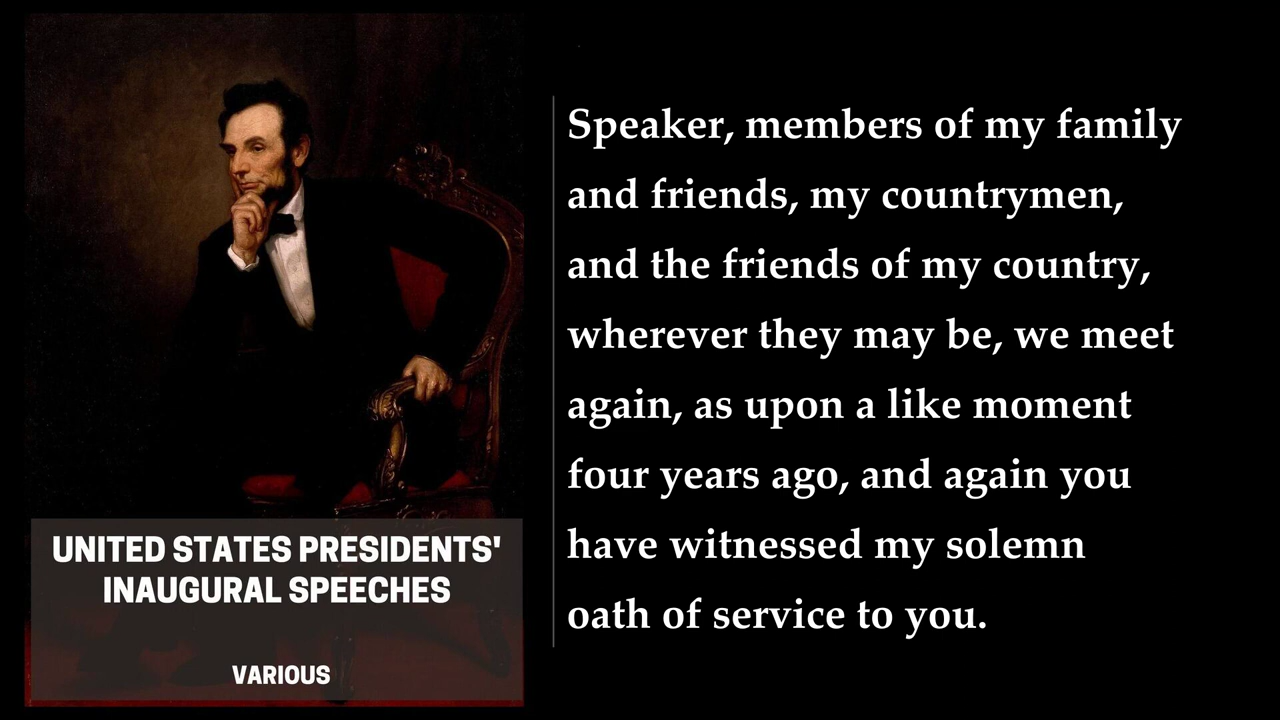 UNITED STATES PRESIDENTS'
INAUGURAL SPEECHES
VARIOUS
Speaker, members of my family
and friends, my countrymen,
and the friends of my country,
wherever they may be, we meet
again, as upon a like moment
four years ago, and again you
have witnessed my solemn
oath of service to you.